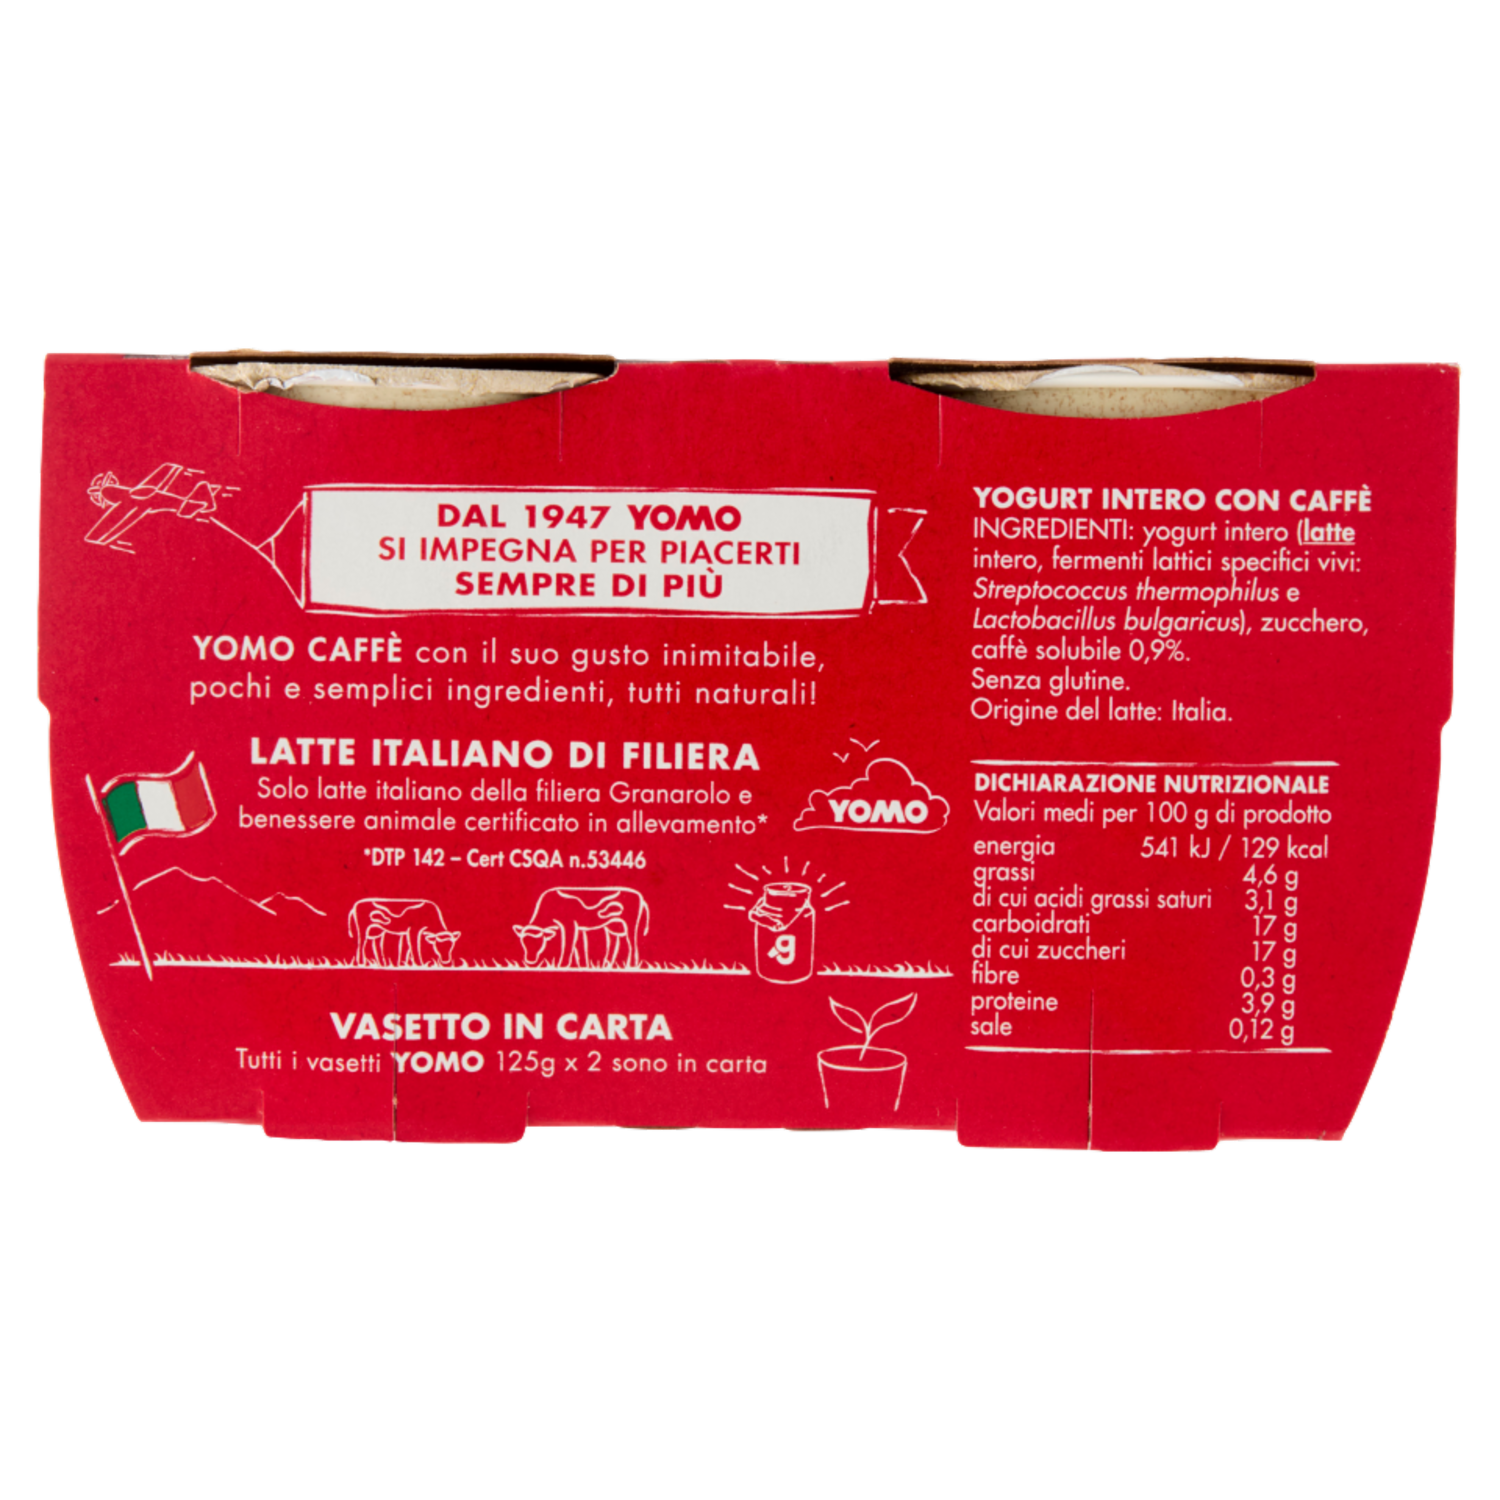 DAL 1947 YOMO
SI IMPEGNA PER PIACERTI
SEMPRE DI PIÙ
YOMO CAFFÈ con il suo gusto inimitabile,
pochi e semplici ingredienti, tutti naturali!
LATTE ITALIANO DI FILIERA
Solo latte italiano della filiera Granarolo e
benessere animale certificato in allevamento*
*DTP 142 – Cert CSQA n.53446
YOMO
g
VASETTO IN CARTA
Tutti i vasetti YOMO 125g x 2 sono in carta
YOGURT INTERO CON CAFFÈ
INGREDIENTI: yogurt intero (latte
intero, fermenti lattici specifici vivi:
Streptococcus thermophilus e
Lactobacillus bulgaricus), zucchero,
caffè solubile 0,9%.
Senza glutine.
Origine del latte: Italia.
DICHIARAZIONE NUTRIZIONALE
Valori medi per 100 g di prodotto
energia 541 kJ / 129 kcal
grassi 4,6 g
di cui acidi grassi saturi 3,1 g
carboidrati 17 g
di cui zuccheri 17 g
fibre 0,3 g
proteine 3,9 g
sale 0,12 g